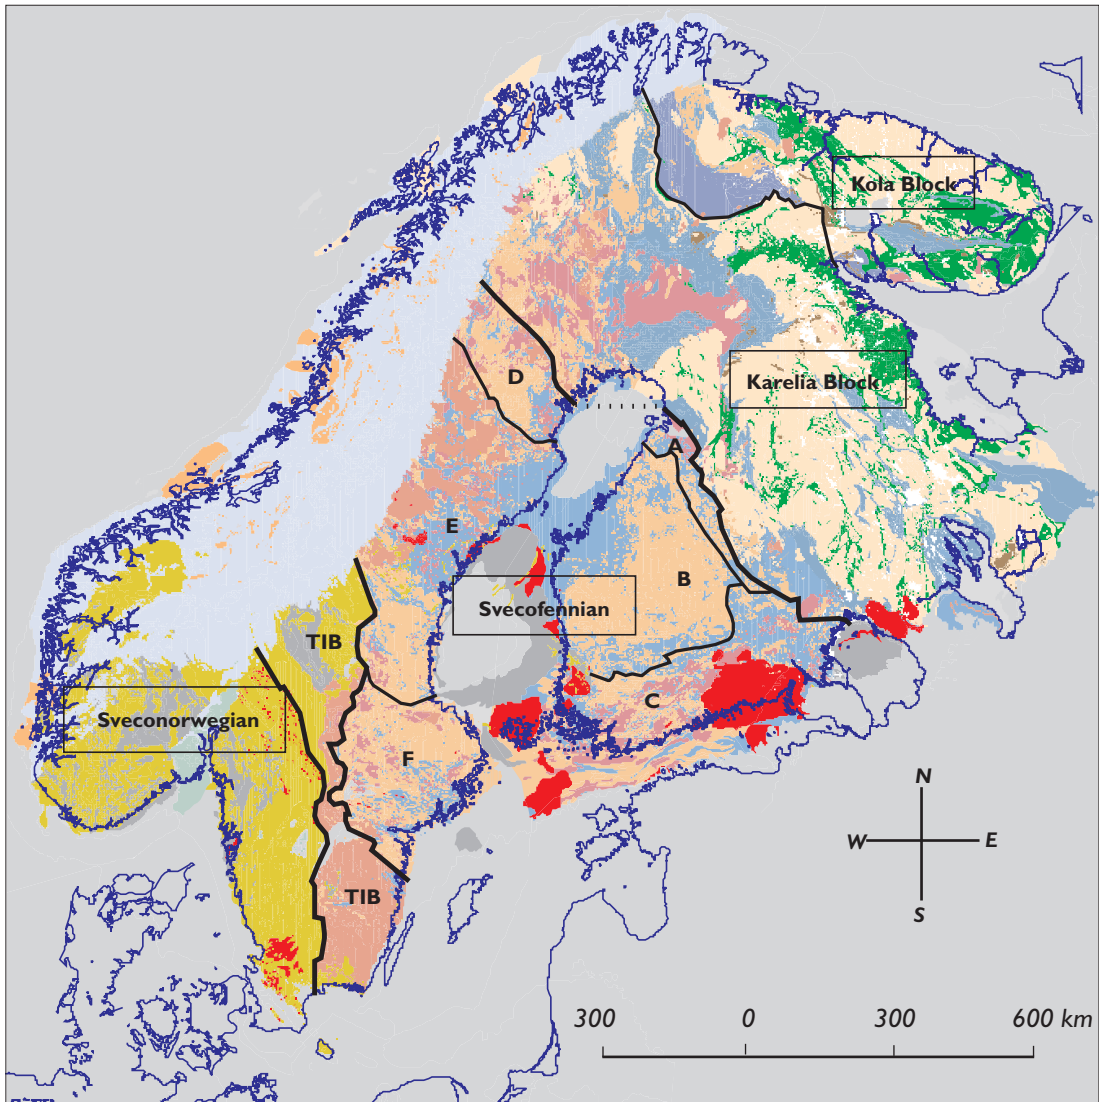 Kola Block
D
Karelia Block
A
E
B
Svecofennian
TIB
C
Sveconorwegian
F
N
W
E
TIB
S
300 0 300 600 km